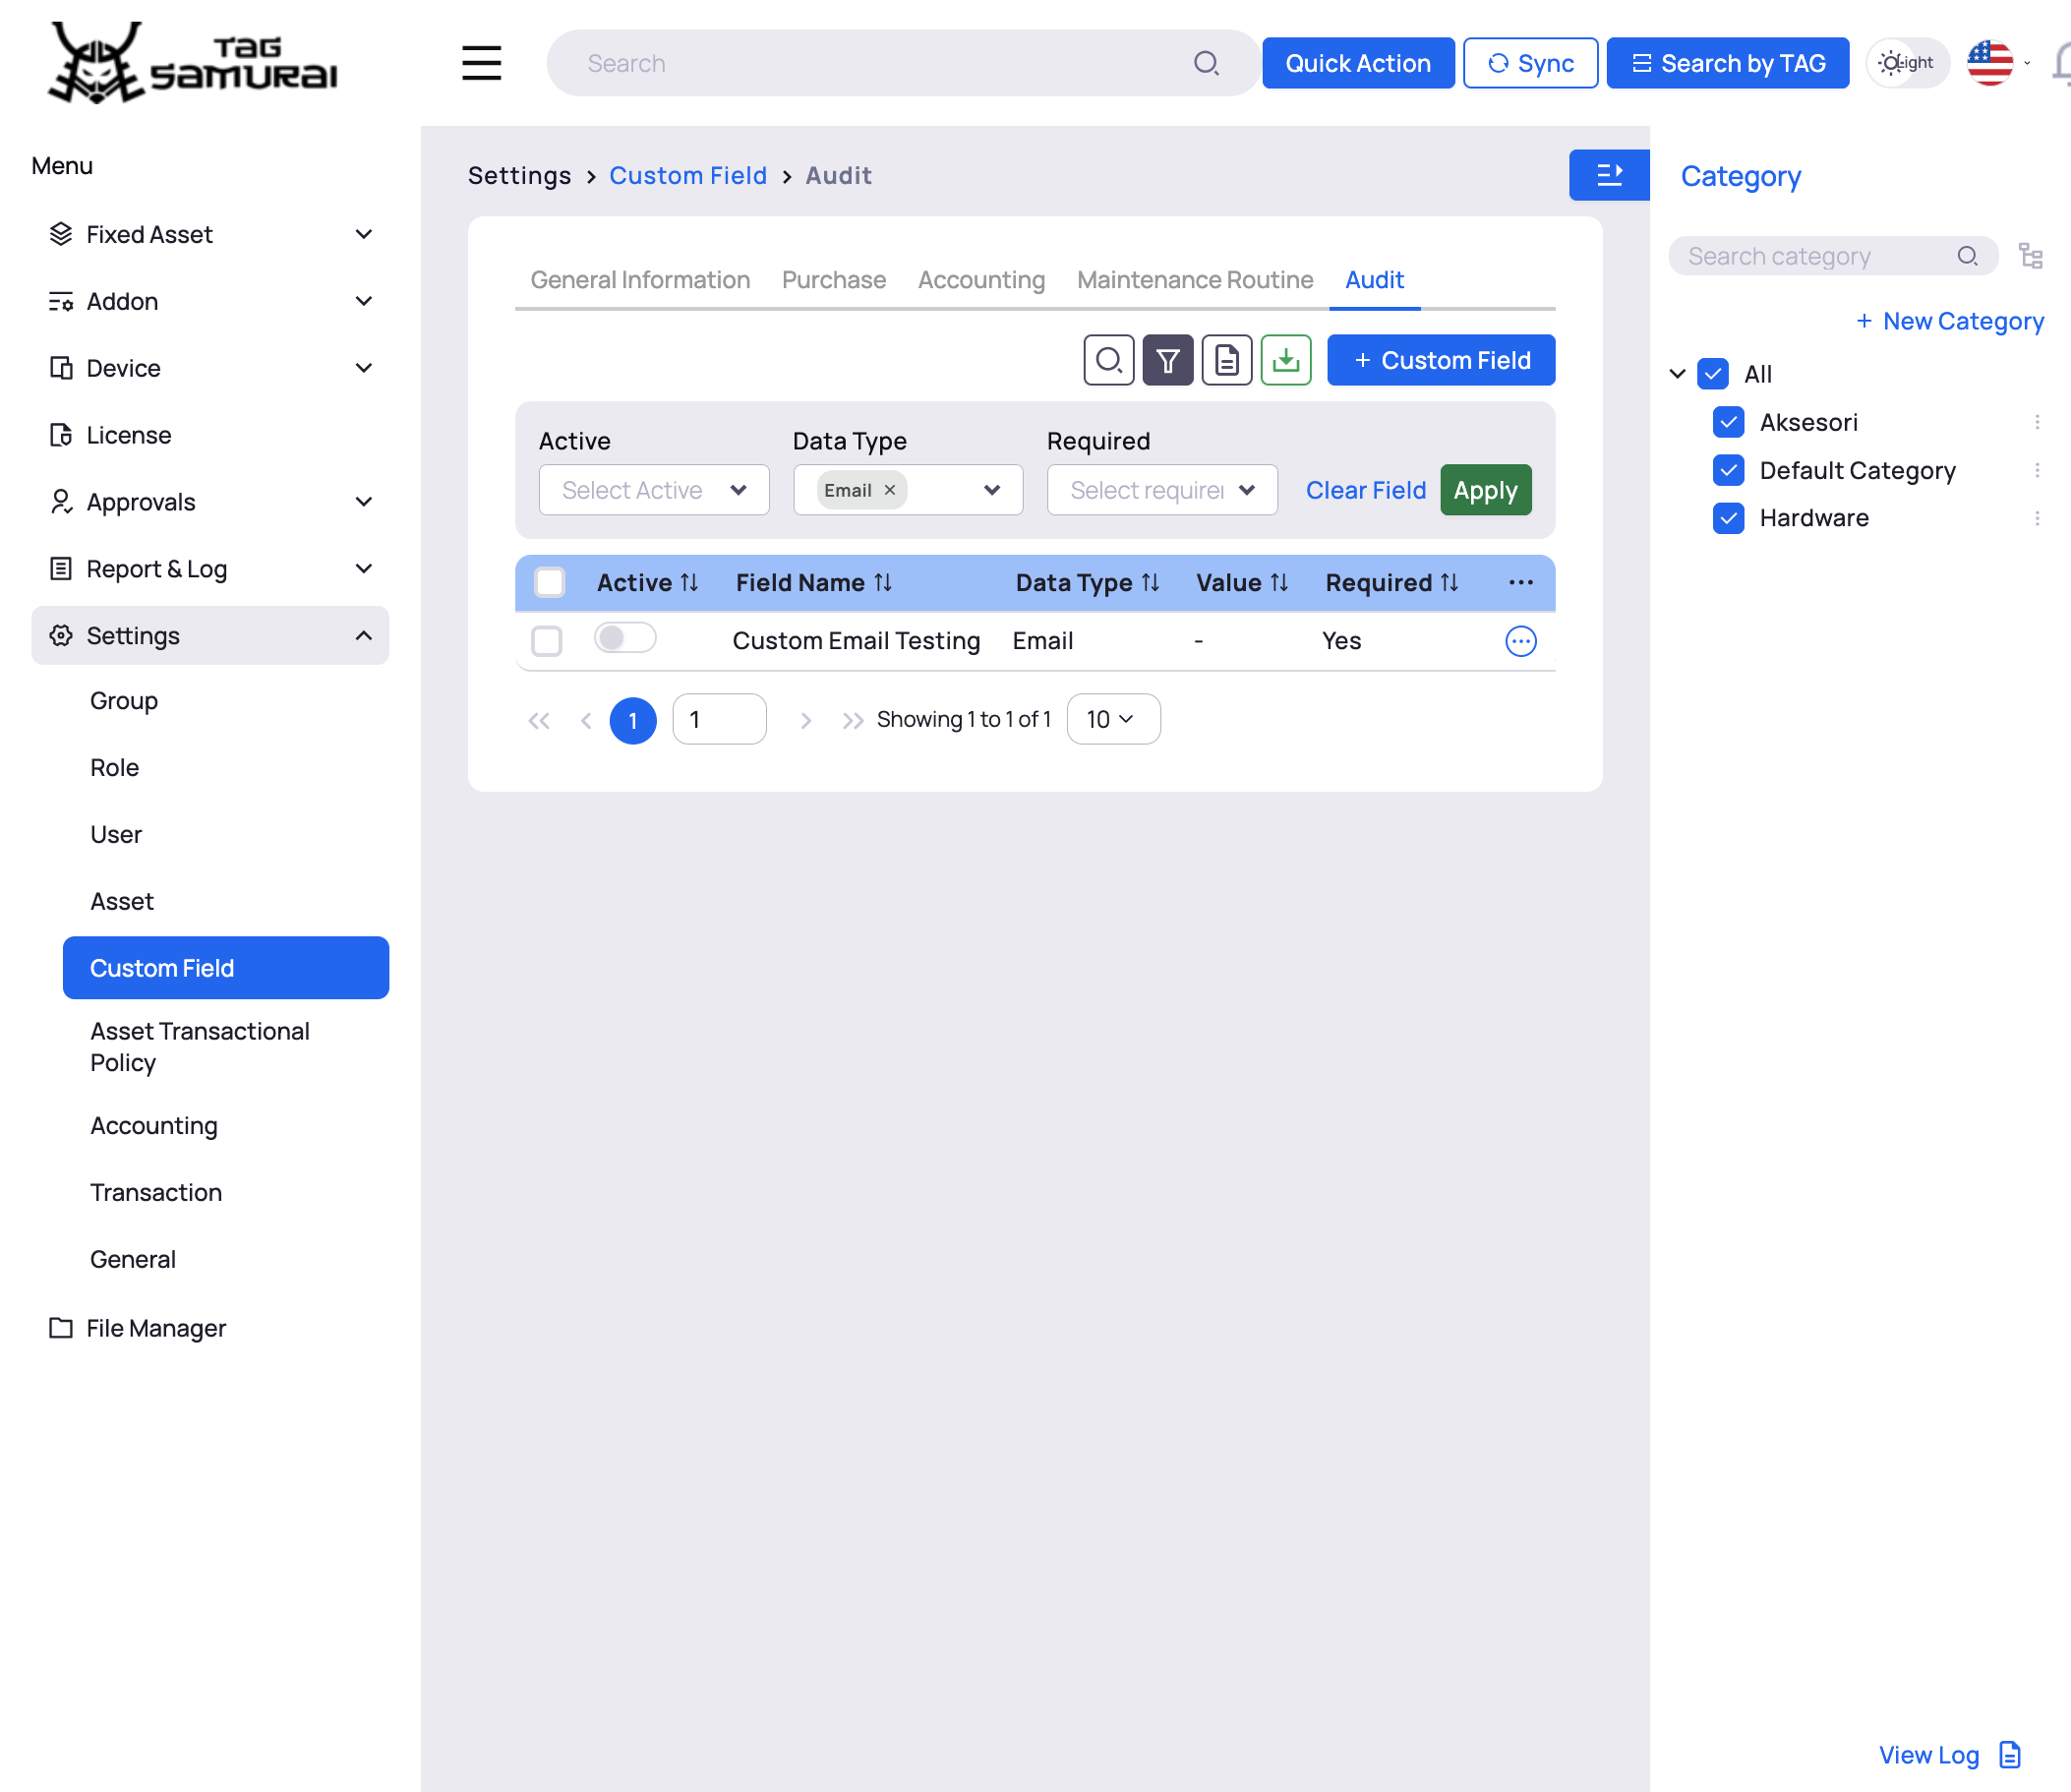 TAG
SAMURAI
Search
Quick Action
Sync
Search by TAG
Light
Menu
Fixed Asset
Addon
Device
License
Approvals
Report & Log
Settings
Group
Role
User
Asset
Custom Field
Asset Transactional
Policy
Accounting
Transaction
General
File Manager
Settings > Custom Field > Audit
General Information Purchase Accounting Maintenance Routine Audit
+ Custom Field
Active Data Type Required
Select Active Email × Select requirer Clear Field Apply
Active Field Name Data Type Value Required ...
Custom Email Testing Email - Yes
1 1 Showing 1 to 1 of 1 10
Category
Search category
+ New Category
All
Aksesori
Default Category
Hardware
View Log